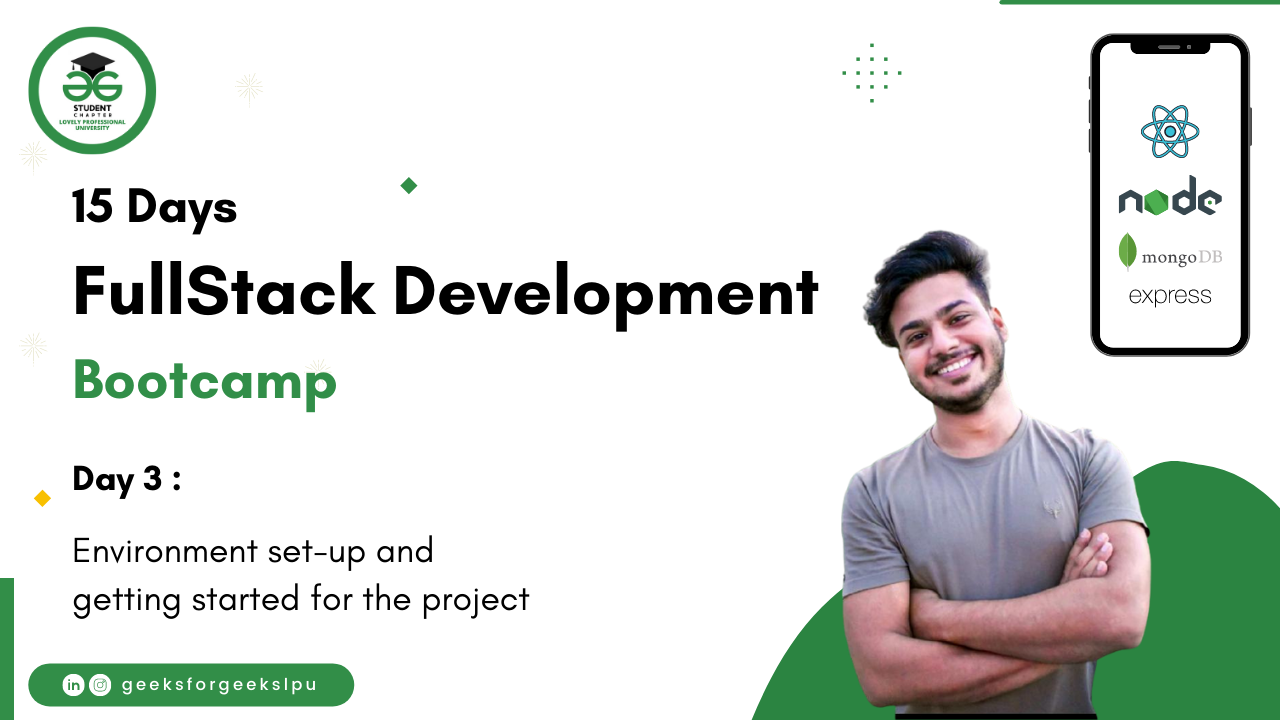 STUDENT
CHAPTER
LOVELY PROFESSIONAL
UNIVERSITY
15 Days
FullStack Development
Bootcamp
Day 3 :
Environment set-up and
getting started for the project
in geeksforgeekslpu
node
mongoDB
express